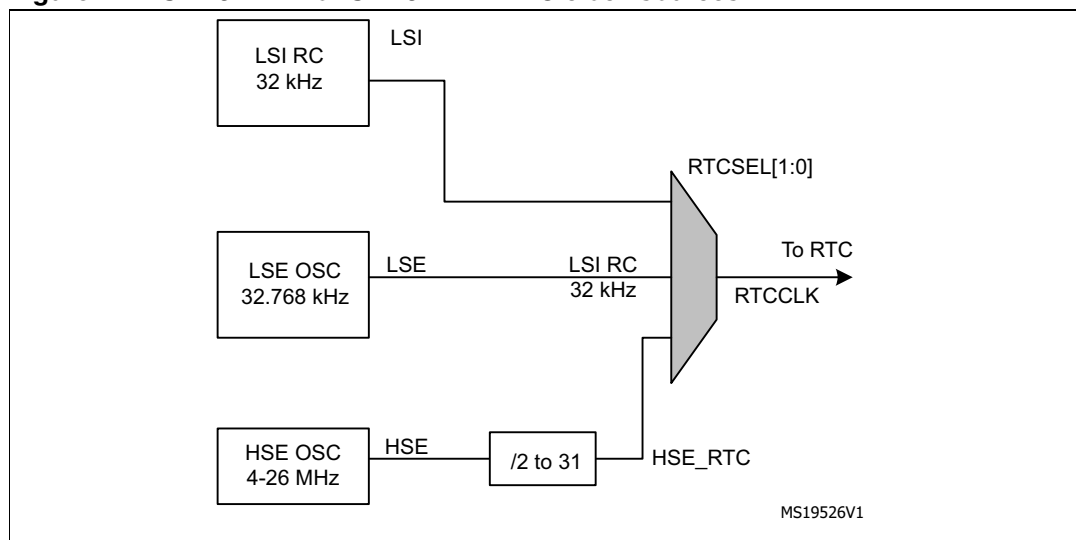 LSI RC
32 kHz
LSI
RTCSEL[1:0]
LSE OSC
32.768 kHz
LSE
LSI RC
32 kHz
To RTC
RTCCLK
HSE OSC
4-26 MHz
HSE
/2 to 31
HSE_RTC
MS19526V1